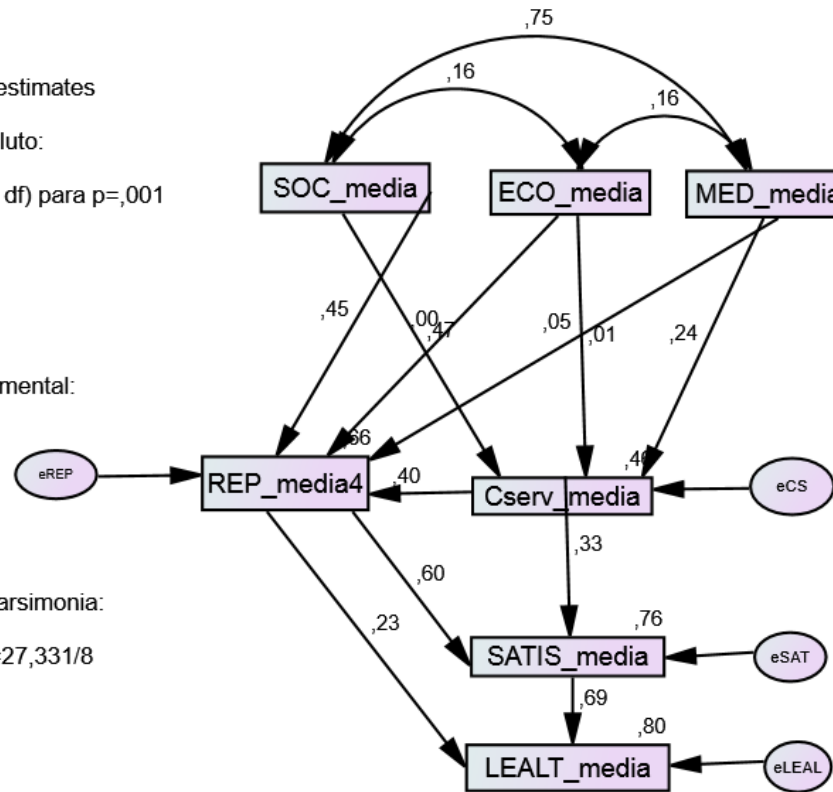 ,75
estimates
,16
,16
luto:
df) para p=,001
SOC_media
ECO_media
MED_media
,45
,00
,47
,05
,01
,24
mental:
,66
eREP
REP_media4
,40
Cserv_media
eCS
,33
,60
arsimonia:
,23
,76
=27,331/8
SATIS_media
eSAT
,69
,80
LEALT_media
eLEAL